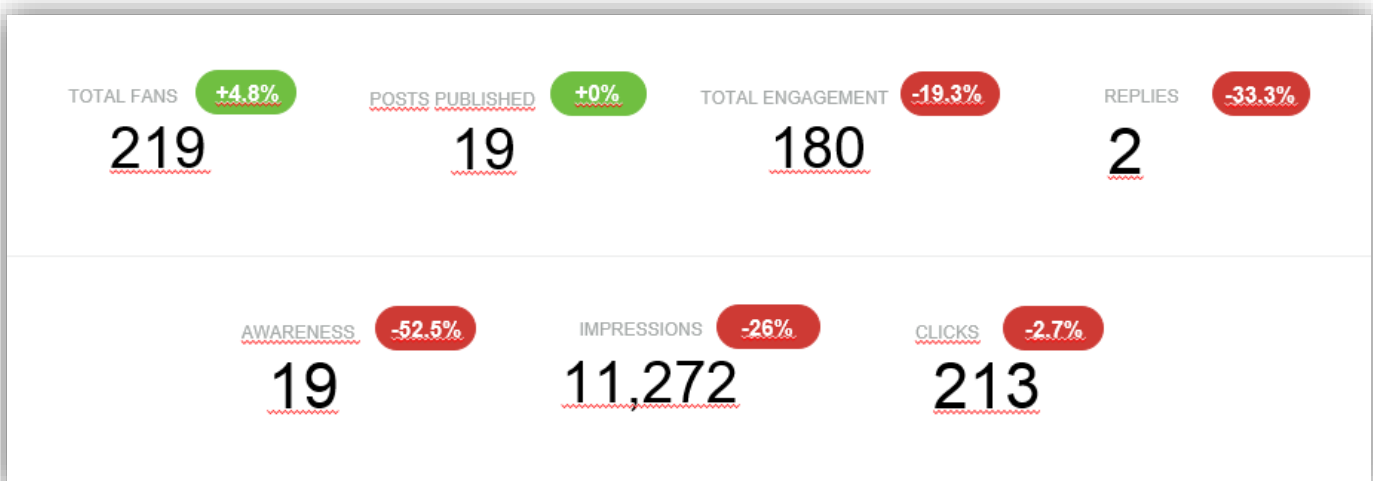 TOTAL FANS +4.8% POSTS PUBLISHED +0% TOTAL ENGAGEMENT -19.3% REPLIES -33.3%
219 19 180 2
AWARENESS -52.5% IMPRESSIONS -26% CLICKS -2.7%
19 11,272 213